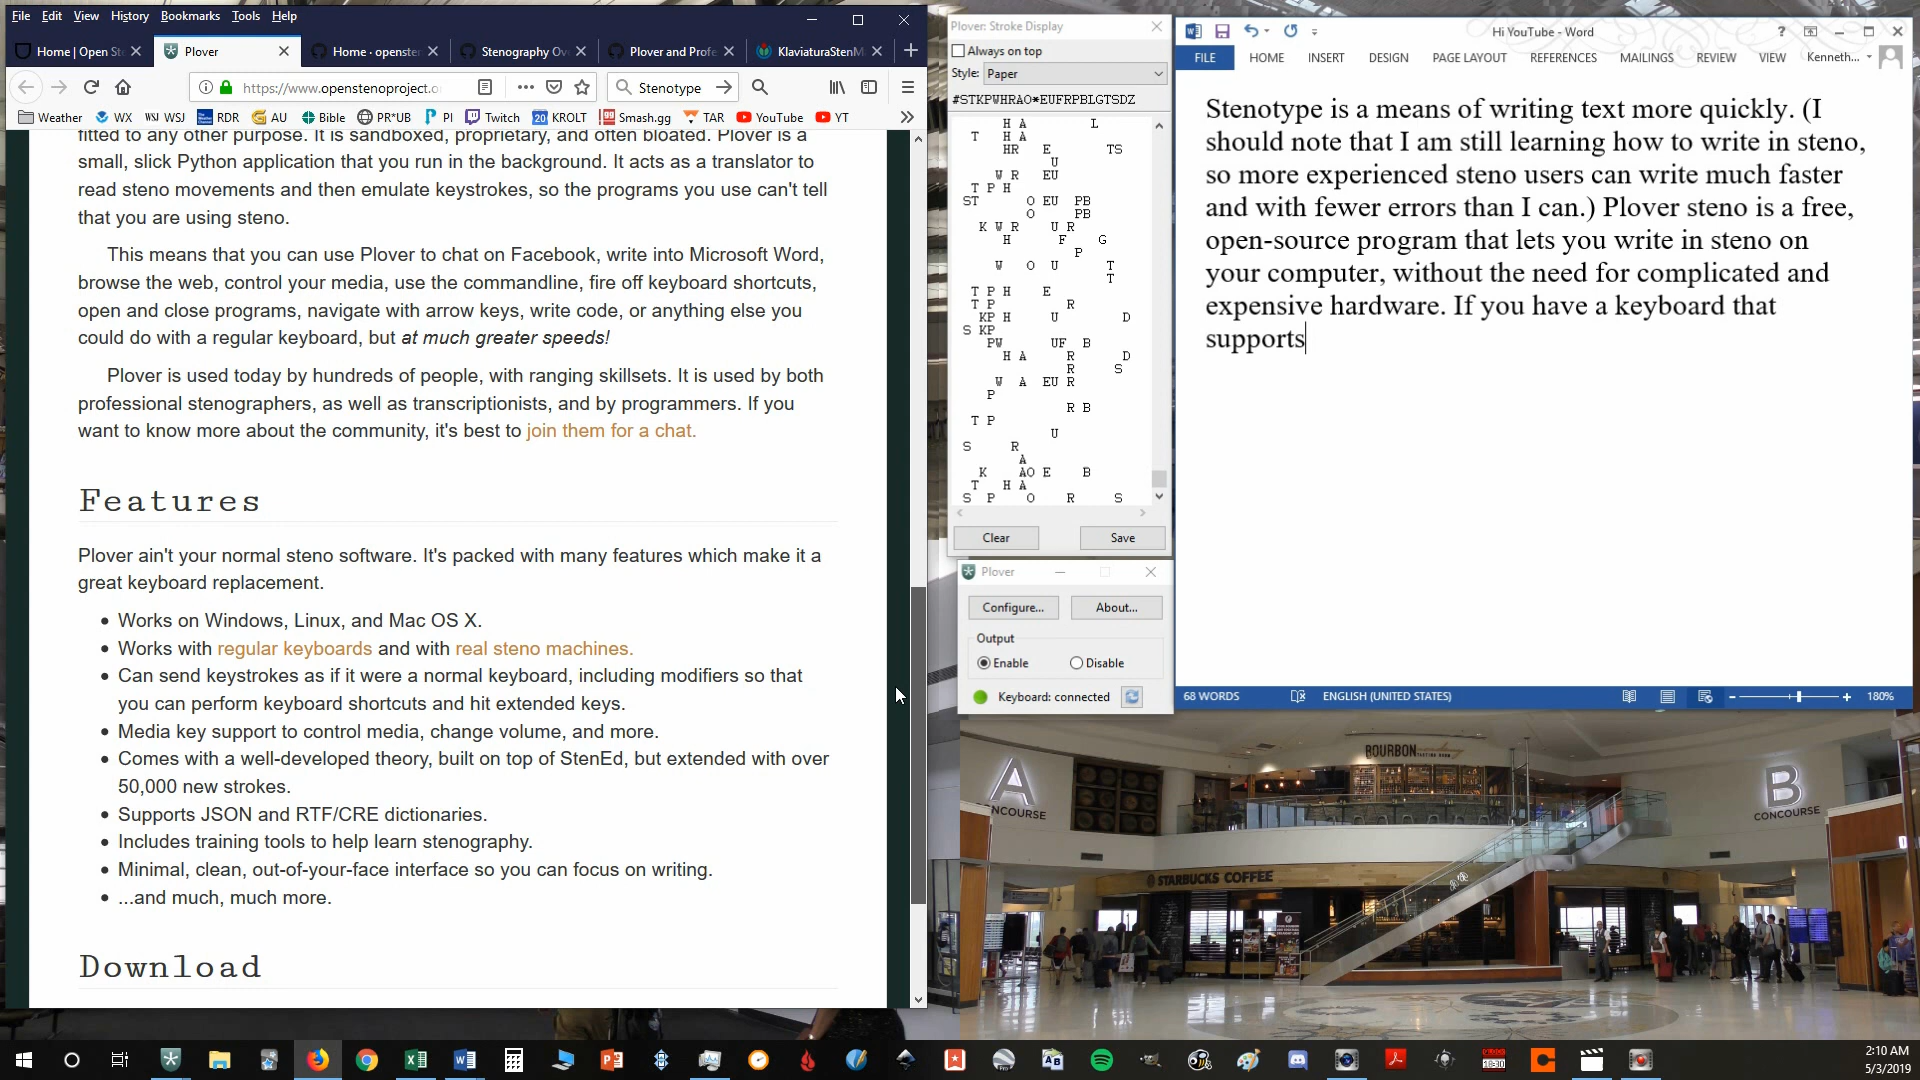 File Edit View History Bookmarks Tools Help
Home | Open St
Plover
Home · openste
Stenography Ov
Plover and Profe
KlaviaturaStenM
https://www.openstenoproject.o
Stenotype
Weather WX WSJ RDR AU Bible PR*UB PI Twitch KROLT Smash.gg TAR YouTube YT
fitted to any other purpose. It is sandboxed, proprietary, and often bloated. Plover is a
small, slick Python application that you run in the background. It acts as a translator to
read steno movements and then emulate keystrokes, so the programs you use can't tell
that you are using steno.
This means that you can use Plover to chat on Facebook, write into Microsoft Word,
browse the web, control your media, use the commandline, fire off keyboard shortcuts,
open and close programs, navigate with arrow keys, write code, or anything else you
could do with a regular keyboard, but at much greater speeds!
Plover is used today by hundreds of people, with ranging skillsets. It is used by both
professional stenographers, as well as transcriptionists, and by programmers. If you
want to know more about the community, it's best to join them for a chat.
Features
Plover ain't your normal steno software. It's packed with many features which make it a
great keyboard replacement.
Works on Windows, Linux, and Mac OS X.
Works with regular keyboards and with real steno machines.
Can send keystrokes as if it were a normal keyboard, including modifiers so that
you can perform keyboard shortcuts and hit extended keys.
Media key support to control media, change volume, and more.
Comes with a well-developed theory, built on top of StenEd, but extended with over
50,000 new strokes.
Supports JSON and RTF/CRE dictionaries.
Includes training tools to help learn stenography.
Minimal, clean, out-of-your-face interface so you can focus on writing.
...and much, much more.
Download
Plover: Stroke Display
Always on top
Style: Paper
#STKPWHRAO*EUFRPBLGTSDZ
H A L
T H A
HR E TS
U
W R EU
T P H
ST O EU PB
O PB
K W R U R
H F G
P
W O U T
T
T P H E
T P R
KP H U D
S KP
PW UF B
H A R D
R S
W A EU R
P
R B
T P
U
S R
A
K AO E B
T H A
S P O R S
Clear Save
Plover
Configure... About...
Output
Enable Disable
Keyboard: connected
Hi YouTube - Word
FILE HOME INSERT DESIGN PAGE LAYOUT REFERENCES MAILINGS REVIEW VIEW Kenneth...
Stenotype is a means of writing text more quickly. (I
should note that I am still learning how to write in steno,
so more experienced steno users can write much faster
and with fewer errors than I can.) Plover steno is a free,
open-source program that lets you write in steno on
your computer, without the need for complicated and
expensive hardware. If you have a keyboard that
supports
68 WORDS ENGLISH (UNITED STATES) 180%
BOURBON
A
CONCOURSE
B
CONCOURSE
STARBUCKS COFFEE
2:10 AM
5/3/2019